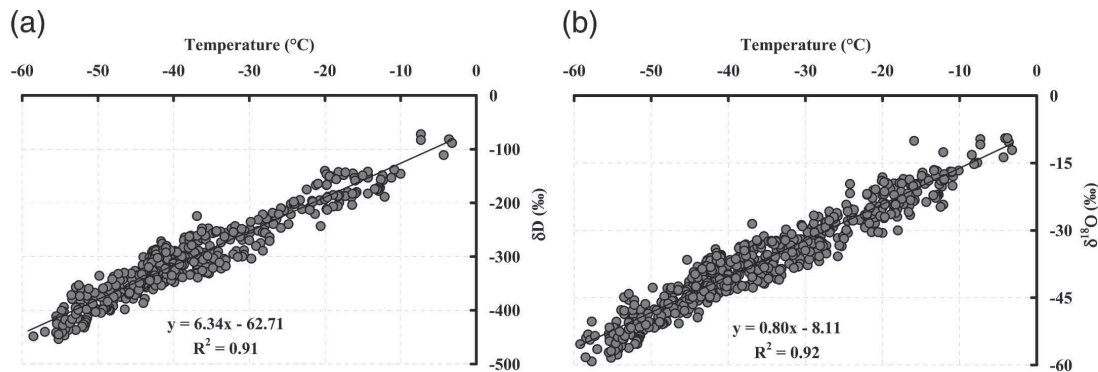 (a)
Temperature (°C)
-60 -50 -40 -30 -20 -10 0
0
-100
-200
-300
-400
-500
δD (‰)
y = 6.34x - 62.71
R² = 0.91
(b)
Temperature (°C)
-60 -50 -40 -30 -20 -10 0
0
-15
-30
-45
-60
δ¹⁸O (‰)
y = 0.80x - 8.11
R² = 0.92